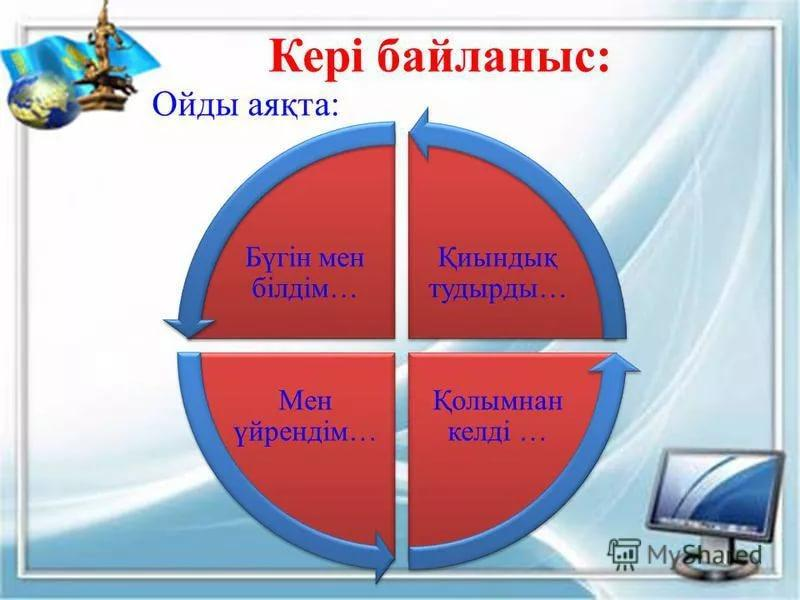 Кері байланыс:
Ойды аяқта:
Бүгін мен
білдім…
Қиындық
тудырды…
Мен
үйрендім…
Қолымнан
келді …
MyShared